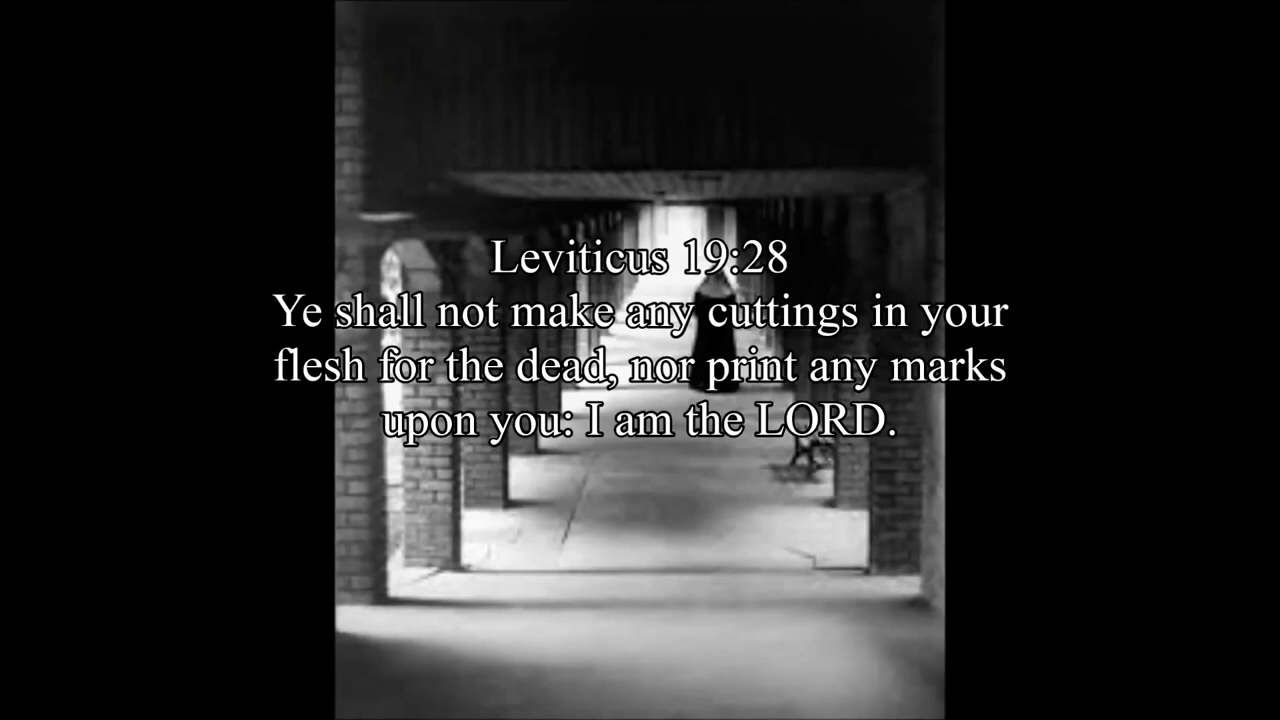 Leviticus 19:28
Ye shall not make any cuttings in your
flesh for the dead, nor print any marks
upon you: I am the LORD.